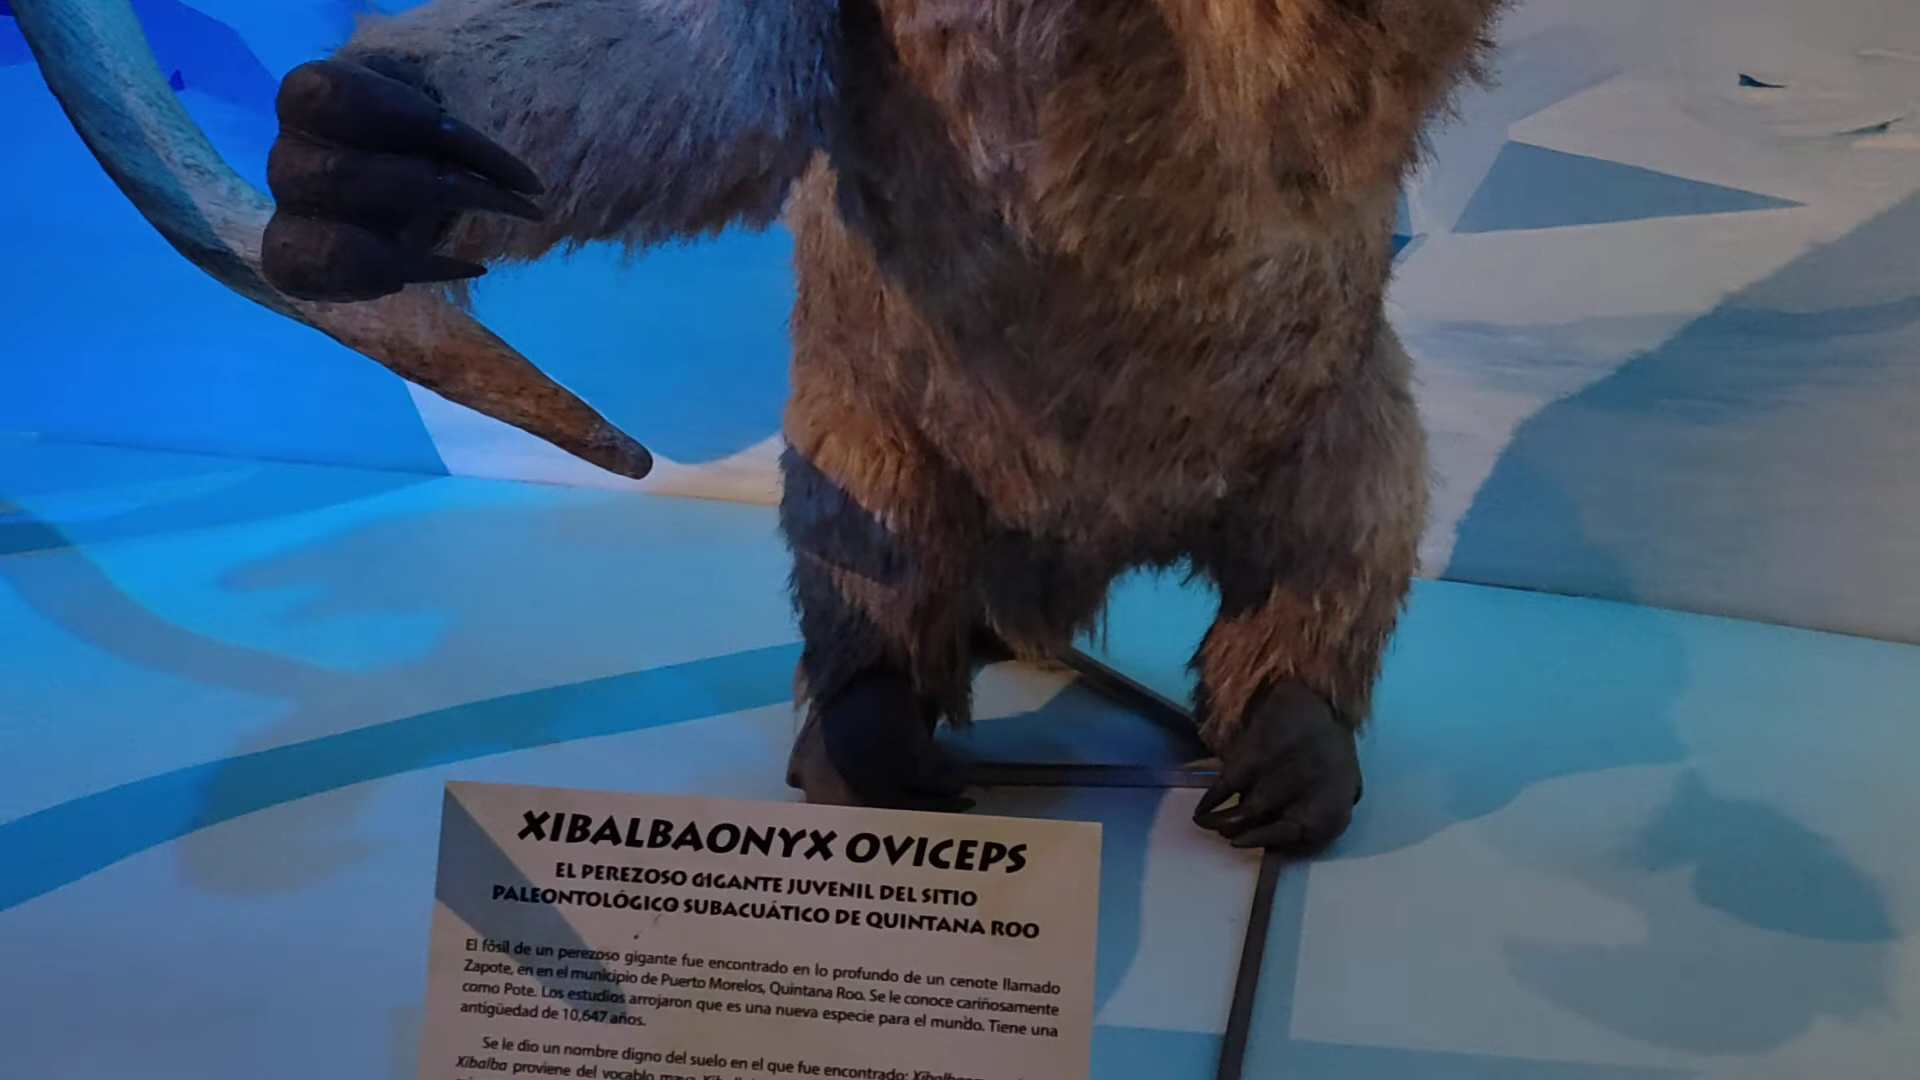 XIBALBAONYX OVICEPS
EL PEREZOSO GIGANTE JUVENIL DEL SITIO
PALEONTOLÓGICO SUBACUÁTICO DE QUINTANA ROO
El fósil de un perezoso gigante fue encontrado en lo profundo de un cenote llamado
Zapote, en en el municipio de Puerto Morelos, Quintana Roo. Se le conoce cariñosamente
como Pote. Los estudios arrojaron que es una nueva especie para el mundo. Tiene una
antigüedad de 10,647 años.
Se le dio un nombre digno del suelo en el que fue encontrado:
Xibalba proviene del vocablo maya